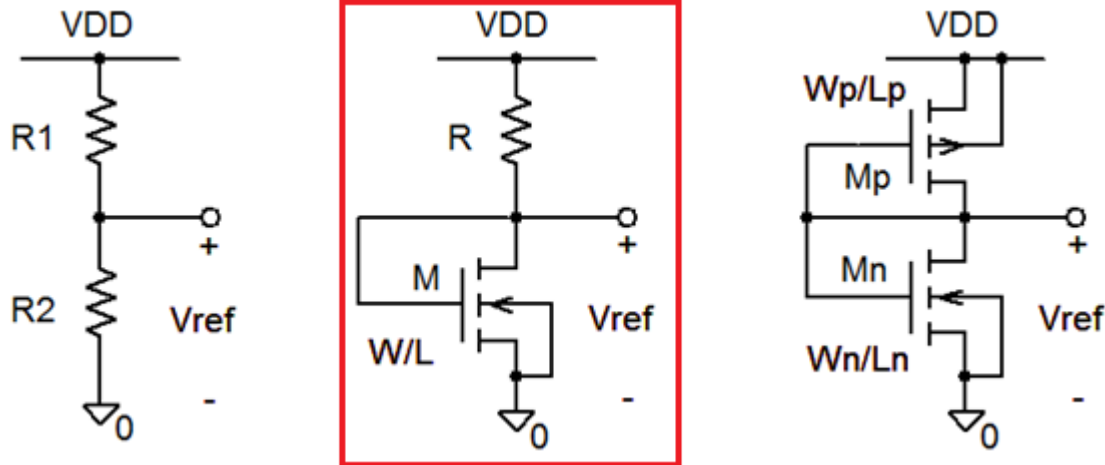 VDD
R1
R2
+
Vref
-
0
VDD
R
M
W/L
+
Vref
-
0
VDD
Wp/Lp
Mp
Mn
Wn/Ln
+
Vref
-
0